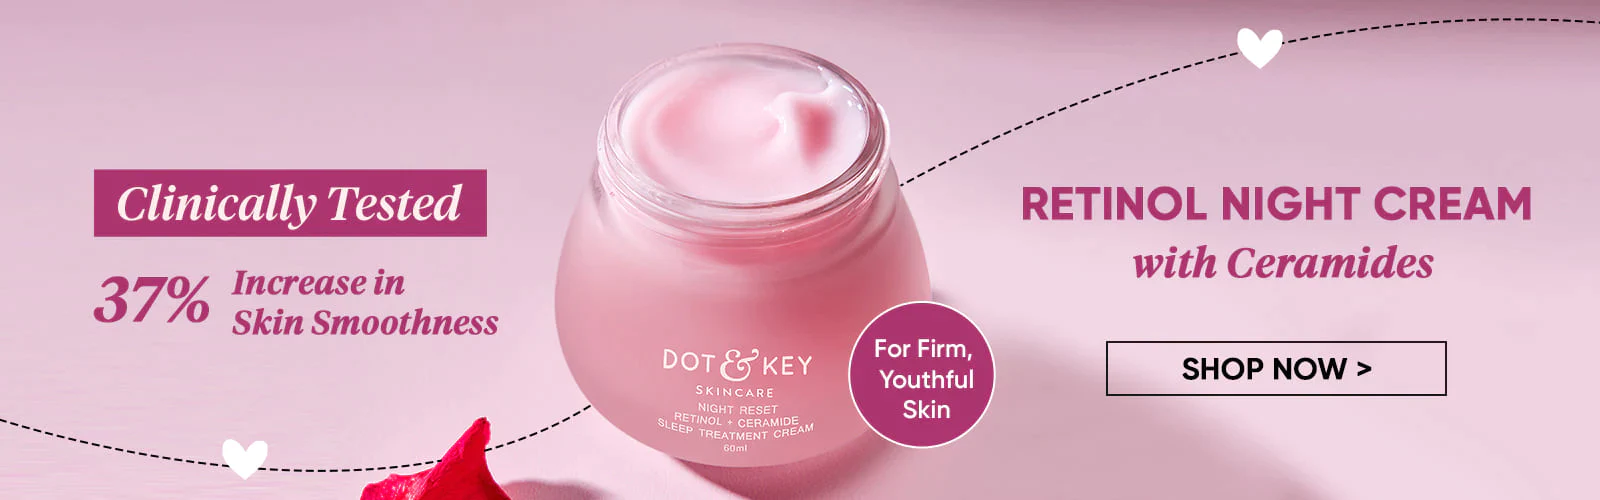 Clinically Tested
37%
Increase in
Skin Smoothness
DOT & KEY
SKINCARE
NIGHT RESET
RETINOL + CERAMIDE
SLEEP TREATMENT CREAM
60ml
For Firm,
Youthful
Skin
RETINOL NIGHT CREAM
with Ceramides
SHOP NOW >